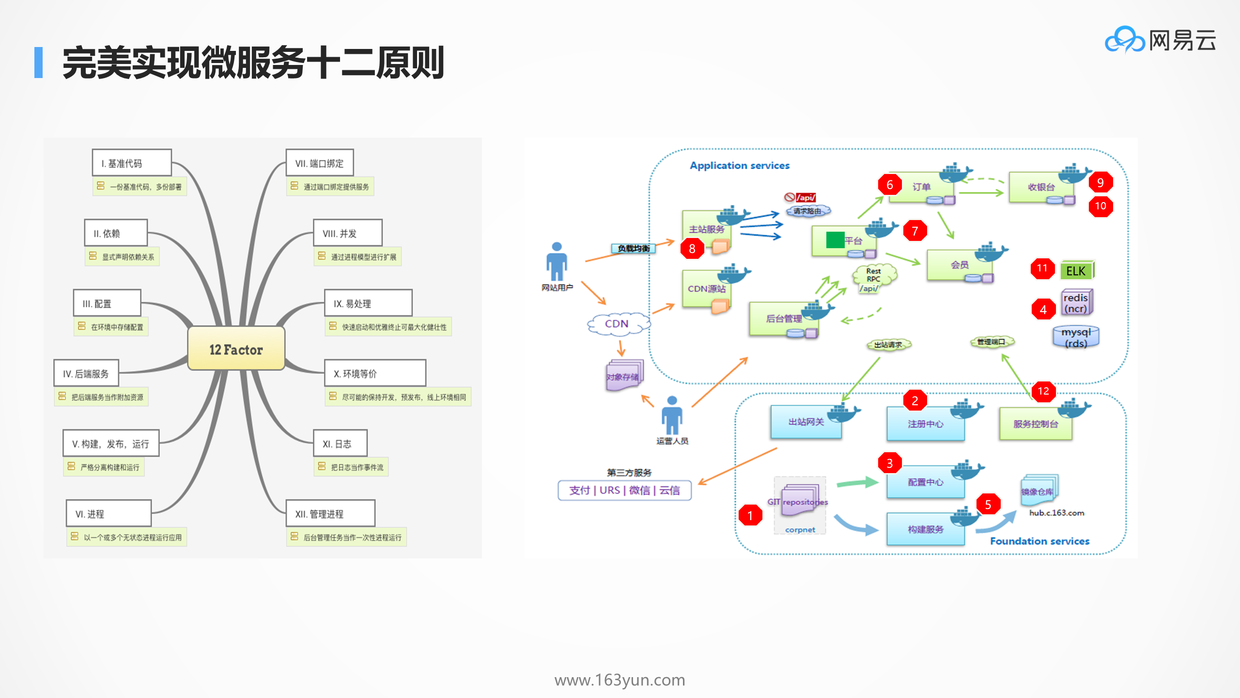 完美实现微服务十二原则
网易云
I. 基准代码
一份基准代码，多份部署
II. 依赖
显式声明依赖关系
III. 配置
在环境中存储配置
IV. 后端服务
把后端服务当作附加资源
V. 构建，发布，运行
严格分离构建和运行
VI. 进程
以一个或多个无状态进程运行应用
12 Factor
VII. 端口绑定
通过端口绑定提供服务
VIII. 并发
通过进程模型进行扩展
IX. 易处理
快速启动和优雅终止可最大化健壮性
X. 环境等价
尽可能的保持开发，预发布，线上环境相同
XI. 日志
把日志当作事件流
XII. 管理进程
后台管理任务当作一次性进程运行
Application services
网站用户
负载均衡
主站服务
8
CDN源站
CDN
对象存储
运营人员
/api/
请求路由
平台
7
后台管理
Rest
RPC
/api/
6
订单
收银台
9
10
会员
11
ELK
4
redis
(ncr)
mysql
(rds)
出站请求
管理端口
第三方服务
支付 | URS | 微信 | 云信
出站网关
2
注册中心
12
服务控制台
3
配置中心
1
GIT repositories
corpnet
构建服务
5
镜像仓库
hub.c.163.com
Foundation services
www.163yun.com